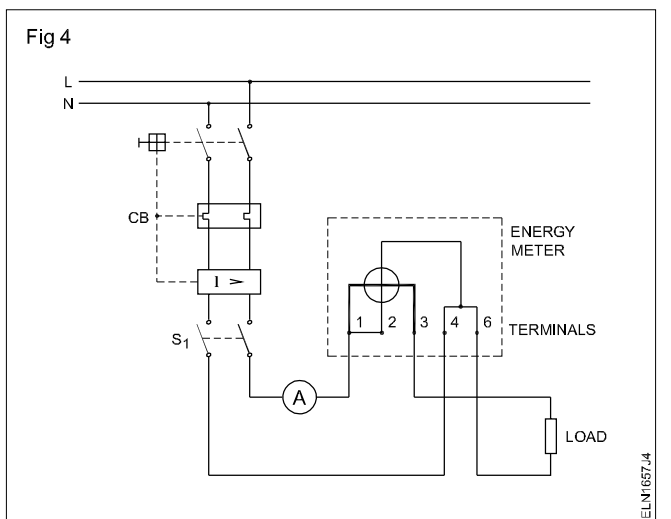 Fig 4
L
N
CB
I >
S1
A
ENERGY
METER
1 2 3 4 6
TERMINALS
LOAD
ELN1657J4